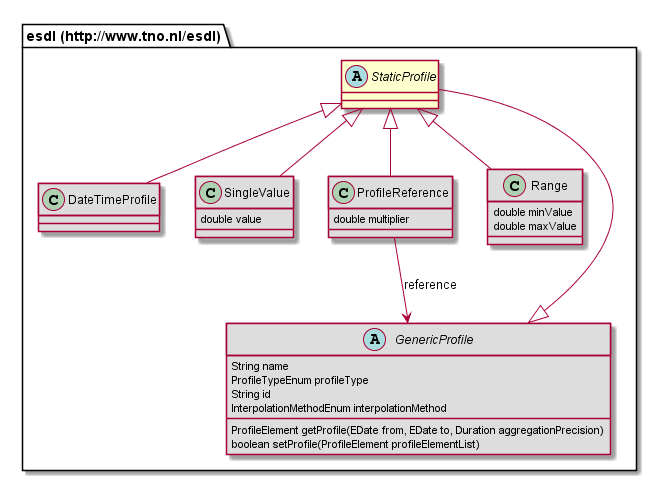 esdl (http://www.tno.nl/esdl)
A StaticProfile
C DateTimeProfile
C SingleValue
double value
C ProfileReference
double multiplier
C Range
double minValue
double maxValue
reference
A GenericProfile
String name
ProfileTypeEnum profileType
String id
InterpolationMethodEnum interpolationMethod
ProfileElement getProfile(EDate from, EDate to, Duration aggregationPrecision)
boolean setProfile(ProfileElement profileElementList)